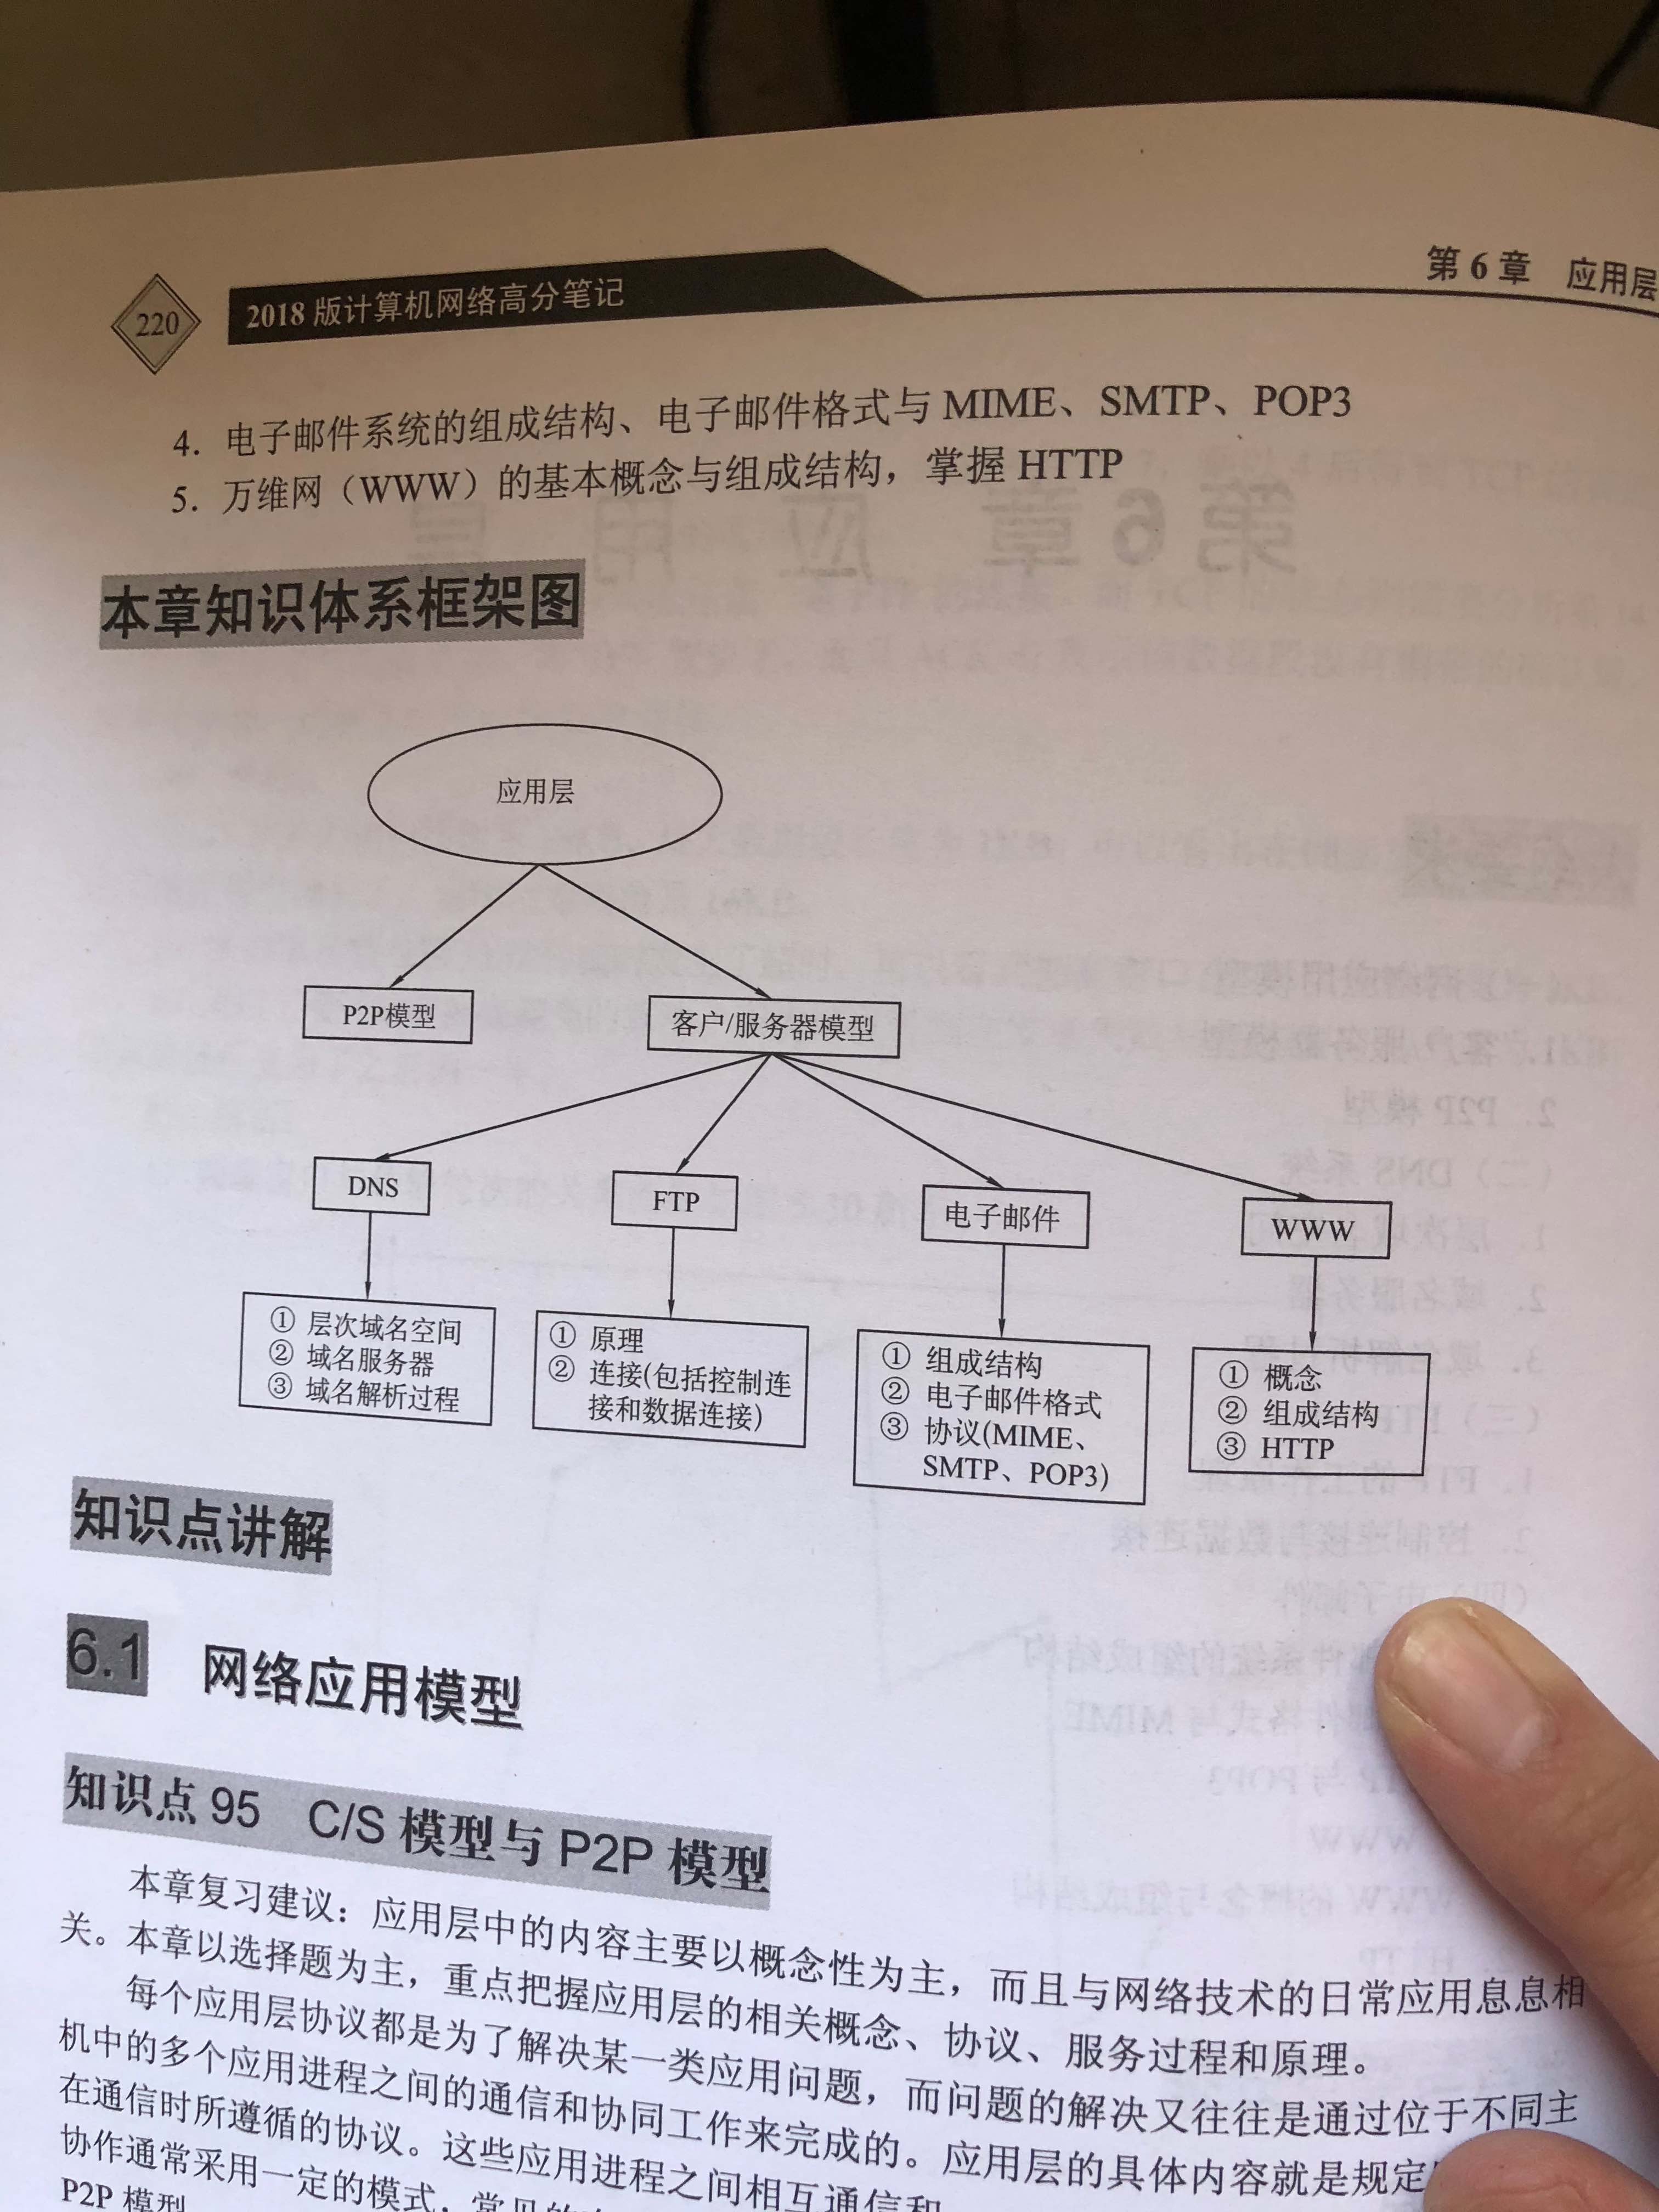 220
2018 版计算机网络高分笔记
第 6 章 应用层
4. 电子邮件系统的组成结构、电子邮件格式与 MIME、SMTP、POP3
5. 万维网（WWW）的基本概念与组成结构，掌握 HTTP
本章知识体系框架图
应用层
P2P模型
客户/服务器模型
DNS
FTP
电子邮件
WWW
① 层次域名空间
② 域名服务器
③ 域名解析过程
① 原理
② 连接(包括控制连
接和数据连接)
① 组成结构
② 电子邮件格式
③ 协议(MIME、
SMTP、POP3)
① 概念
② 组成结构
③ HTTP
知识点讲解
6.1 网络应用模型
知识点 95 C/S 模型与 P2P 模型
本章复习建议：应用层中的内容主要以概念性为主，而且与网络技术的日常应用息息相
关。本章以选择题为主，重点把握应用层的相关概念、协议、服务过程和原理。
每个应用层协议都是为了解决某一类应用问题，而问题的解决又往往是通过位于不同主
机中的多个应用进程之间的通信和协同工作来完成的。应用层的具体内容就是规定
在通信时所遵循的协议。这些应用进程之间相互通信和
协作通常采用一定的模式，常见的
P2P 模型